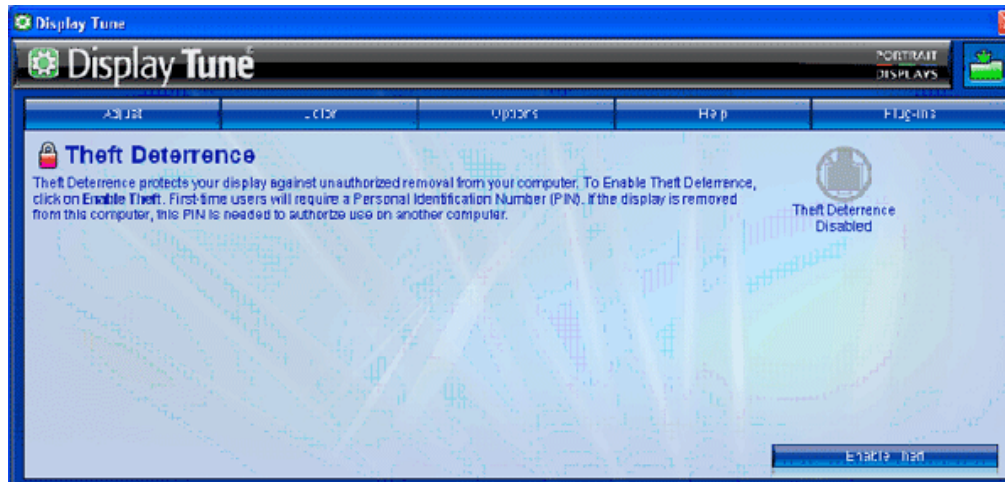 Display Tune
Display Tune
PORTRAIT
DISPLAYS
Adjust Color Options Help Plug-ins
Theft Deterrence
Theft Deterrence protects your display against unauthorized removal from your computer. To Enable Theft Deterrence,
click on Enable Theft. First-time users will require a Personal Identification Number (PIN). If the display is removed
from this computer, this PIN is needed to authorize use on another computer.
Theft Deterrence
Disabled
Enable Theft